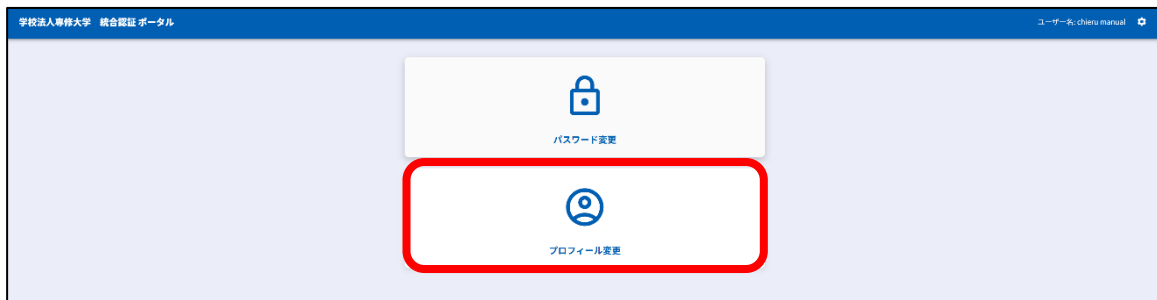 学校法人専修大学 統合認証 ポータル
ユーザー名: chieru manual
パスワード変更
プロフィール変更